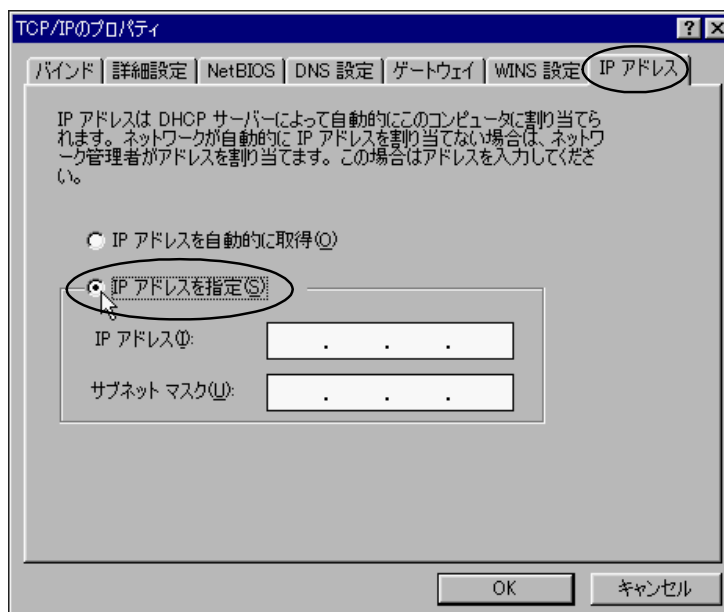 TCP/IPのプロパティ
バインド 詳細設定 NetBIOS DNS 設定 ゲートウェイ WINS 設定 IP アドレス
IP アドレスは DHCP サーバーによって自動的にこのコンピュータに割り当てら
れます。ネットワークが自動的に IP アドレスを割り当てない場合は、ネットワ
ーク管理者がアドレスを割り当てます。この場合はアドレスを入力してくださ
い。
IP アドレスを自動的に取得(O)
IP アドレスを指定(S)
IP アドレス(I):
サブネット マスク(U):
OK キャンセル